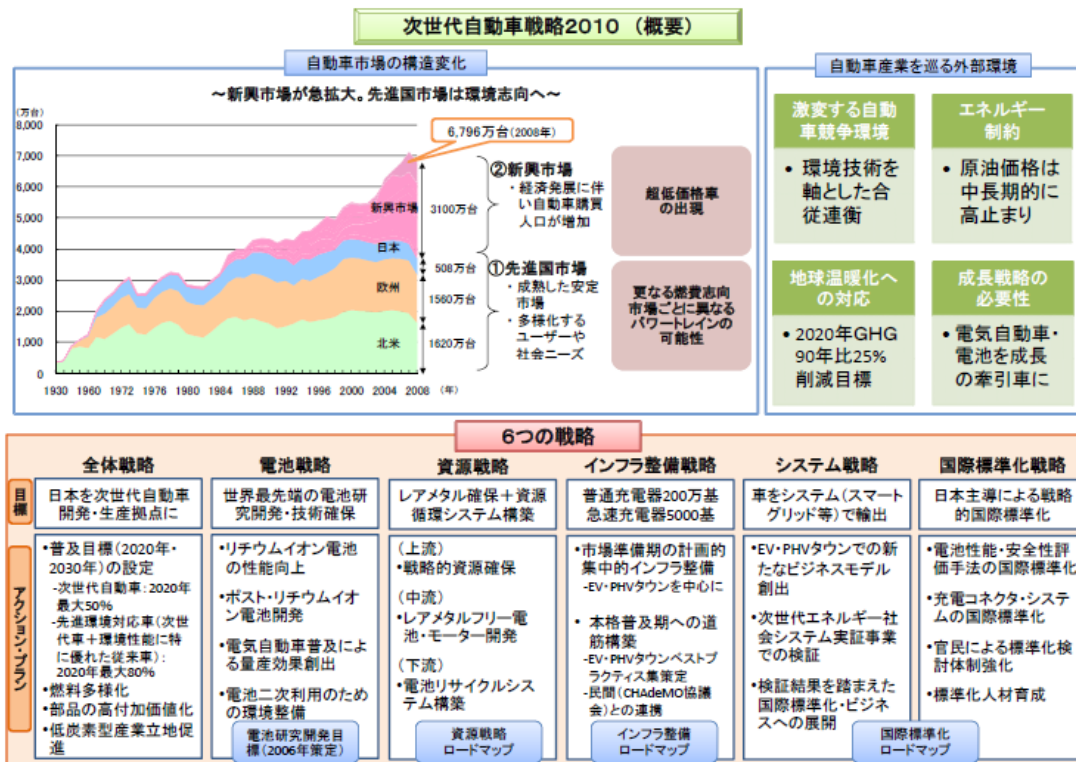 次世代自動車戦略2010 （概要）
自動車市場の構造変化
～新興市場が急拡大。先進国市場は環境志向へ～
(万台)
8,000
7,000
6,000
5,000
4,000
3,000
2,000
1,000
0
1930 1960 1966 1972 1974 1980 1982 1986 1988 1992 1994 1998 2000 2004 2008 (年)
6,796万台(2008年)
新興市場
日本
欧州
北米
3100万台
508万台
1560万台
1620万台
②新興市場
・経済発展に伴
い自動車購買
人口が増加
①先進国市場
・成熟した安定
市場
・多様化する
ユーザーや
社会ニーズ
超低価格車
の出現
更なる燃費志向
市場ごとに異なる
パワートレインの
可能性
自動車産業を巡る外部環境
激変する自動
車競争環境
• 環境技術を
軸とした合
従連衡
エネルギー
制約
• 原油価格は
中長期的に
高止まり
地球温暖化へ
の対応
• 2020年GHG
90年比25%
削減目標
成長戦略の
必要性
• 電気自動車・
電池を成長
の牽引車に
6つの戦略
目標
アクション・プラン
全体戦略
日本を次世代自動車
開発・生産拠点に
•普及目標（2020年・
2030年）の設定
-次世代自動車：2020年
最大50%
-先進環境対応車（次世
代車＋環境性能に特
に優れた従来車）：
2020年最大80%
•燃料多様化
•部品の高付加価値化
•低炭素型産業立地促
進
電池戦略
世界最先端の電池研
究開発・技術確保
•リチウムイオン電池
の性能向上
•ポスト・リチウムイ
オン電池開発
•電気自動車普及によ
る量産効果創出
•電池二次利用のため
の環境整備
電池研究開発目
標(2006年策定)
資源戦略
レアメタル確保＋資源
循環システム構築
（上流）
•戦略的資源確保
（中流）
•レアメタルフリー電
池・モーター開発
（下流）
•電池リサイクルシス
テム構築
資源戦略
ロードマップ
インフラ整備戦略
普通充電器200万基
急速充電器5000基
•市場準備期の計画的
集中的インフラ整備
-EV・PHVタウンを中心に
• 本格普及期への道
筋構築
-EV・PHVタウンベストプ
ラクティス集策定
-民間（CHAdeMO協議
会）との連携
インフラ整備
ロードマップ
システム戦略
車をシステム（スマート
グリッド等）で輸出
•EV・PHVタウンでの新
たなビジネスモデル
創出
•次世代エネルギー社
会システム実証事業
での検証
•検証結果を踏まえた
国際標準化・ビジネ
スへの展開
国際標準化戦略
日本主導による戦略
的国際標準化
•電池性能・安全性評
価手法の国際標準化
•充電コネクタ・システ
ムの国際標準化
•官民による標準化検
討体制強化
•標準化人材育成
国際標準化
ロードマップ